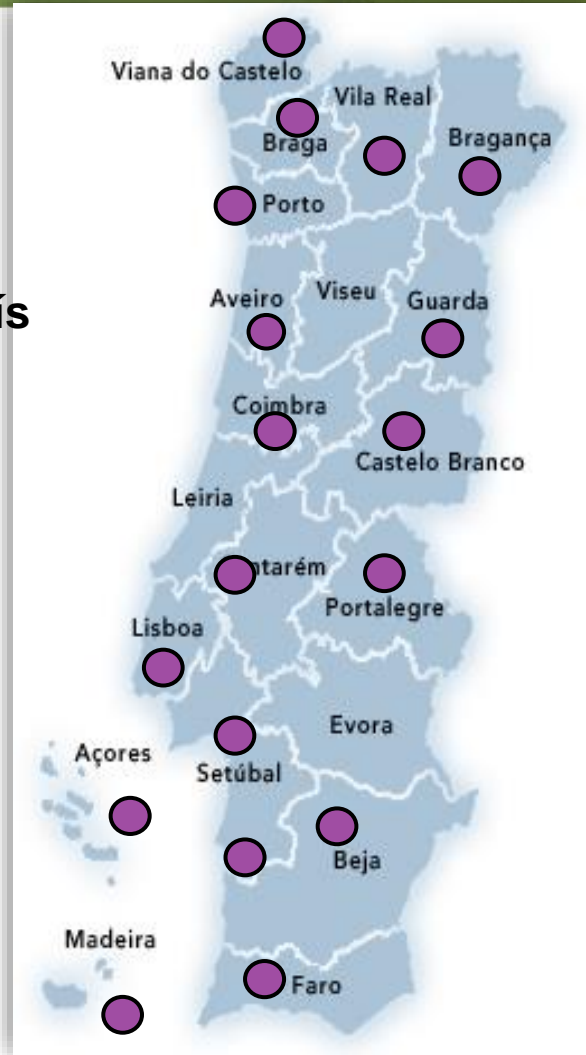 Viana do Castelo
Vila Real
Braga
Bragança
Porto
Aveiro
Viseu
Guarda
ís
Coimbra
Castelo Branco
Leiria
ntarém
Portalegre
Lisboa
Evora
Açores
Setúbal
Beja
Madeira
Faro